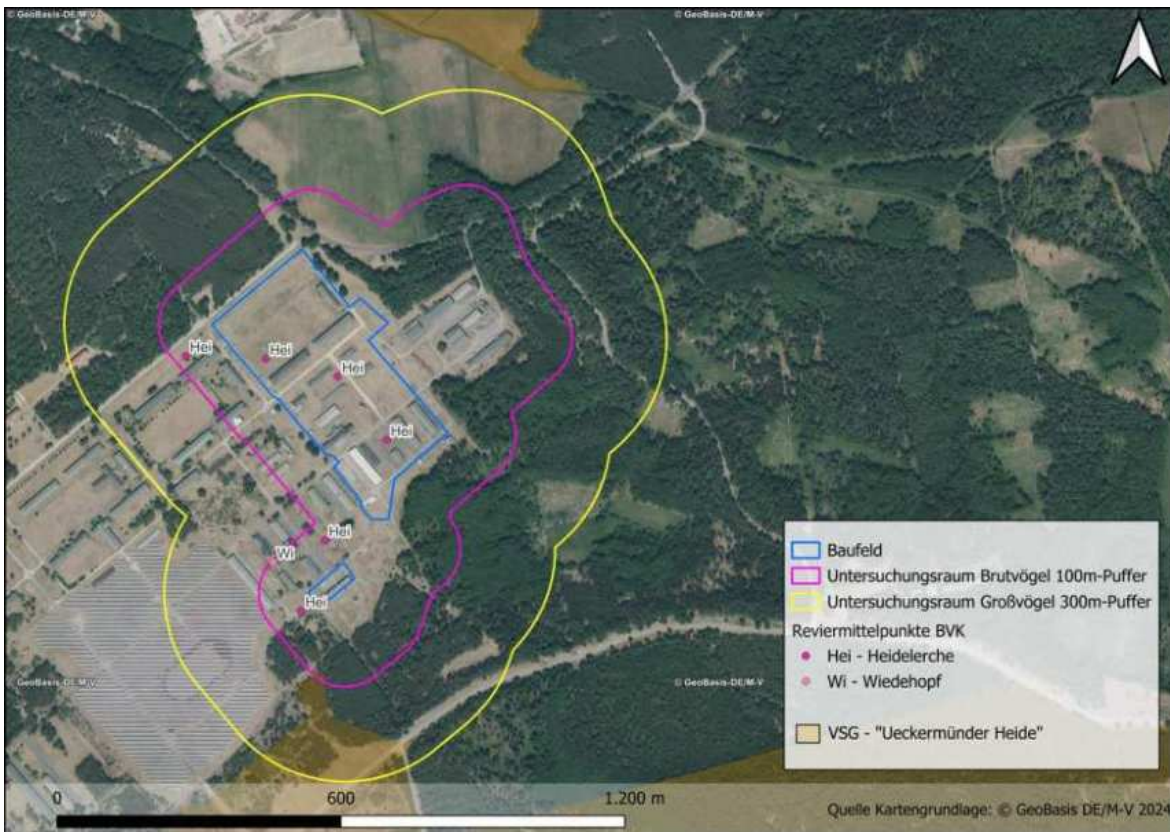 © GeoBasis-DE/M-V
© GeoBasis-DE/M-V
Hei
Hei
Hei
Hei
Hei
Wi
Hei
Baufeld
Untersuchungsraum Brutvögel 100m-Puffer
Untersuchungsraum Großvögel 300m-Puffer
Reviermittelpunkte BVK
Hei - Heidelerche
Wi - Wiedehopf
VSG - "Ueckermünder Heide"
© GeoBasis-DE/M-V
© GeoBasis-DE/M-V
0
600
1.200 m
Quelle Kartengrundlage: © GeoBasis DE/M-V 2024